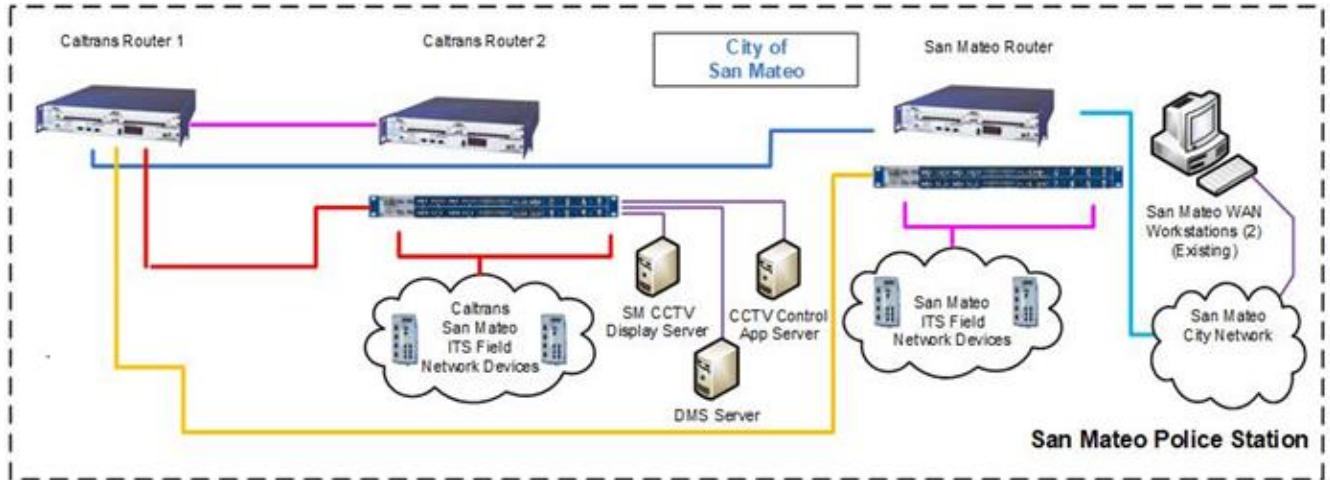 Caltrans Router 1
Caltrans Router 2
City of
San Mateo
San Mateo Router
San Mateo WAN
Workstations (2)
(Existing)
Caltrans
San Mateo
ITS Field
Network Devices
SM CCTV
Display Server
CCTV Control
App Server
DMS Server
San Mateo
ITS Field
Network Devices
San Mateo
City Network
San Mateo Police Station